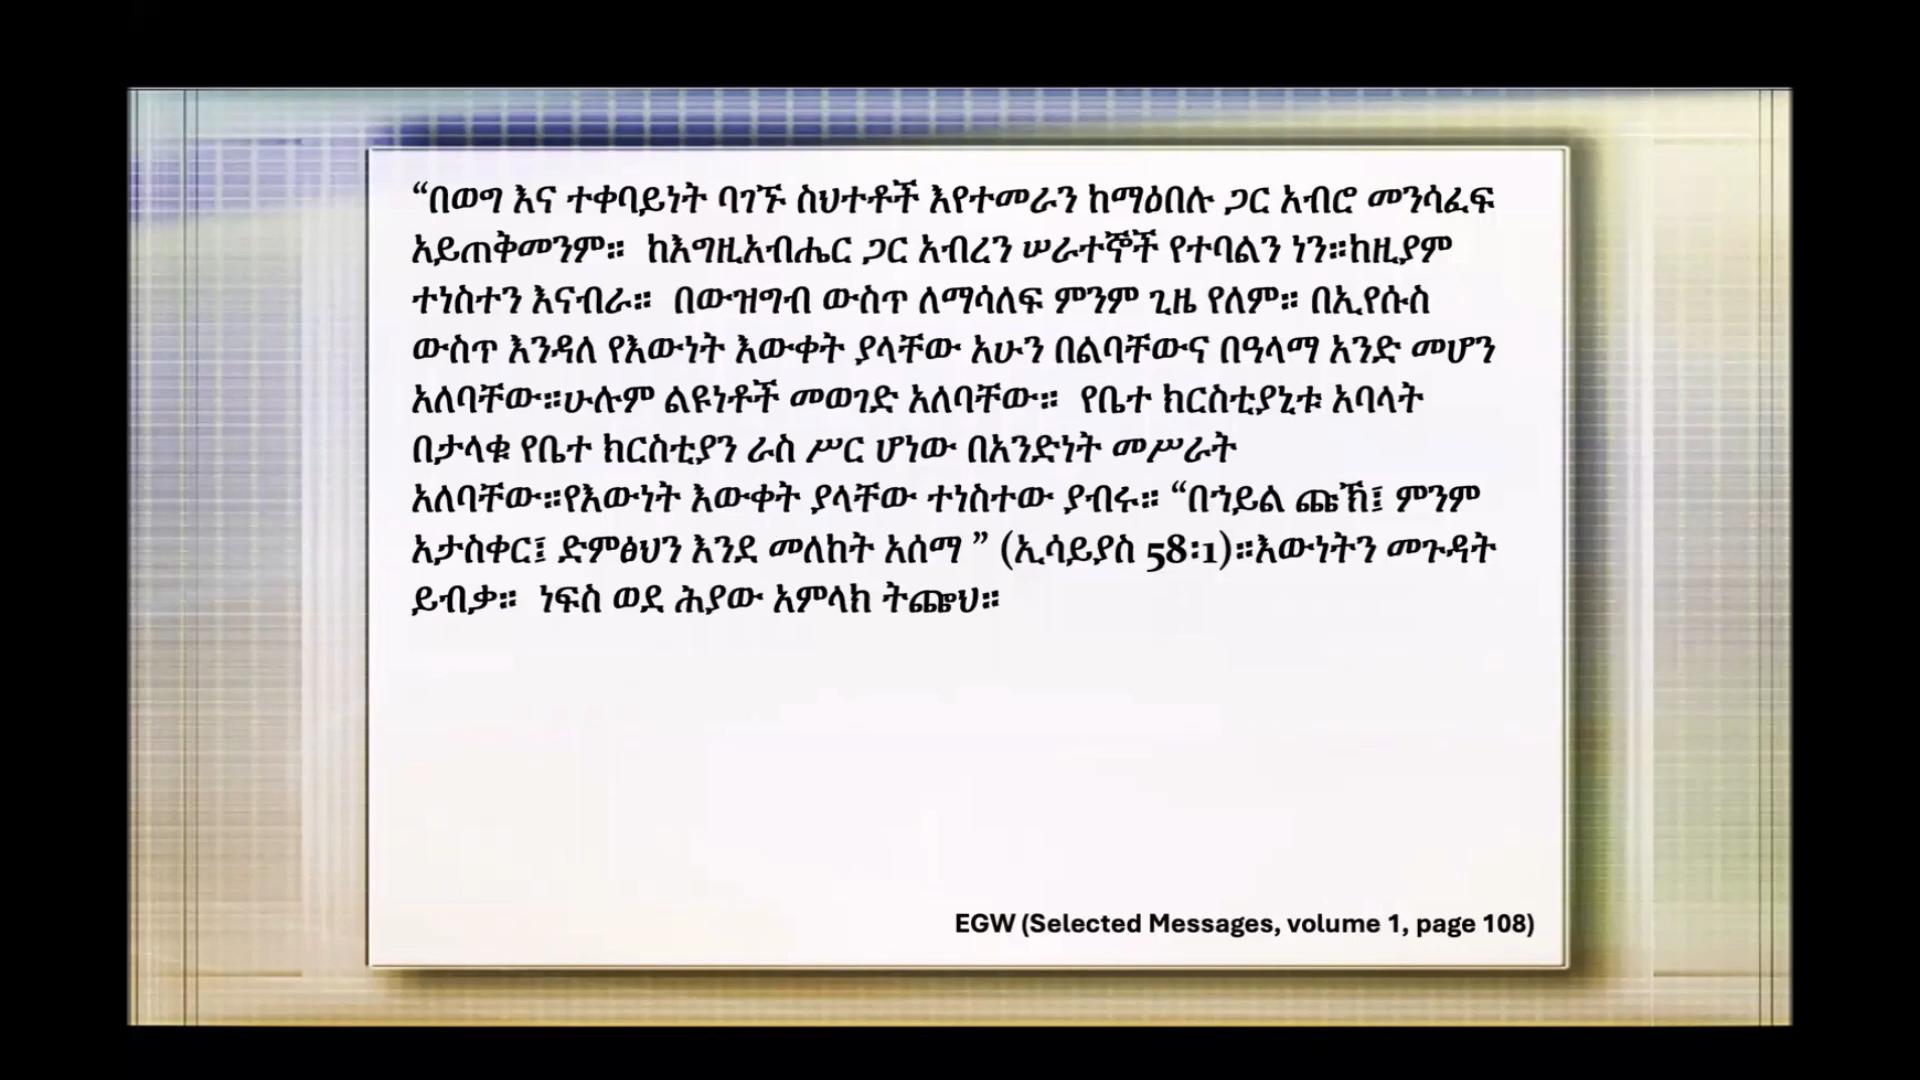 “በወግ እና ተቀባይነት ባገኙ ስህተቶች እየተመራን ከማዕበሉ ጋር አብሮ መንሳፈፍ
አይጠቅመንም።  ከእግዚአብሔር ጋር አብረን ሠራተኞች የተባልን ነን።ከዚያም
ተነስተን እናብራ።  በውዝግብ ውስጥ ለማሳለፍ ምንም ጊዜ የለም። በኢየሱስ
ውስጥ እንዳለ የእውነት እውቀት ያላቸው አሁን በልባቸውና በዓላማ አንድ መሆን
አለባቸው።ሁሉም ልዩነቶች መወገድ አለባቸው።  የቤተ ክርስቲያኒቱ አባላት
በታላቁ የቤተ ክርስቲያን ራስ ሥር ሆነው በአንድነት መሥራት
አለባቸው።የእውነት እውቀት ያላቸው ተነስተው ያብሩ። “በኀይል ጩኽ፤ ምንም
አታስቀር፤ ድምፅህን እንደ መለከት አሰማ ” (ኢሳይያስ 58፡1)።እውነትን መጉዳት
ይብቃ።  ነፍስ ወደ ሕያው አምላክ ትጬህ።
EGW (Selected Messages, volume 1, page 108)